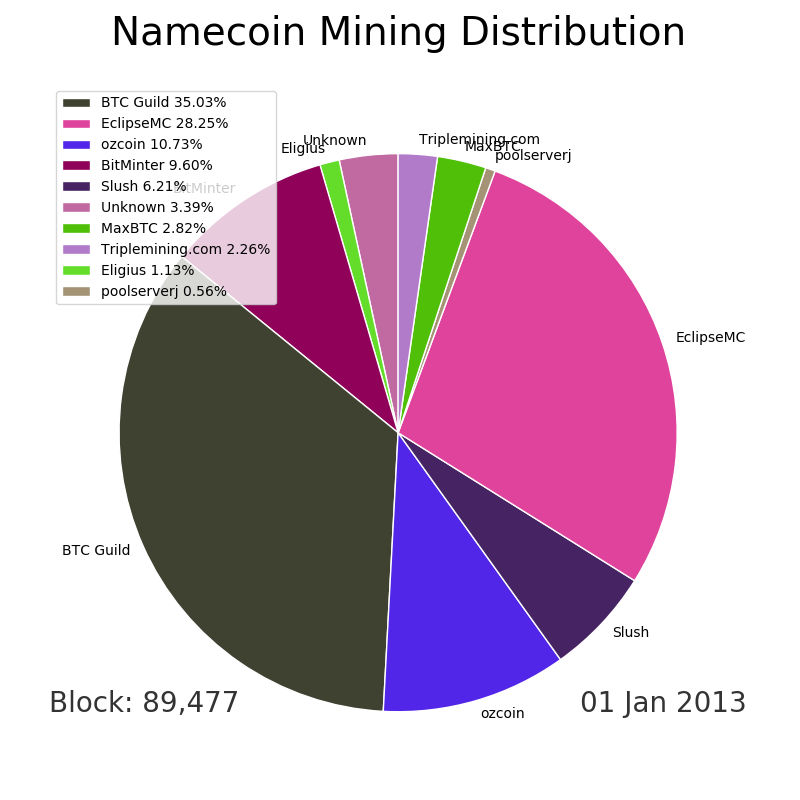 Namecoin Mining Distribution
BTC Guild 35.03%
EclipseMC 28.25%
ozcoin 10.73%
BitMinter 9.60%
Slush 6.21%
Unknown 3.39%
MaxBTC 2.82%
Triplemining.com 2.26%
Eligius 1.13%
poolserverj 0.56%
Unknown
Eligius
BitMinter
Triplemining.com
MaxBTC
poolserverj
EclipseMC
BTC Guild
Slush
ozcoin
Block: 89,477
01 Jan 2013